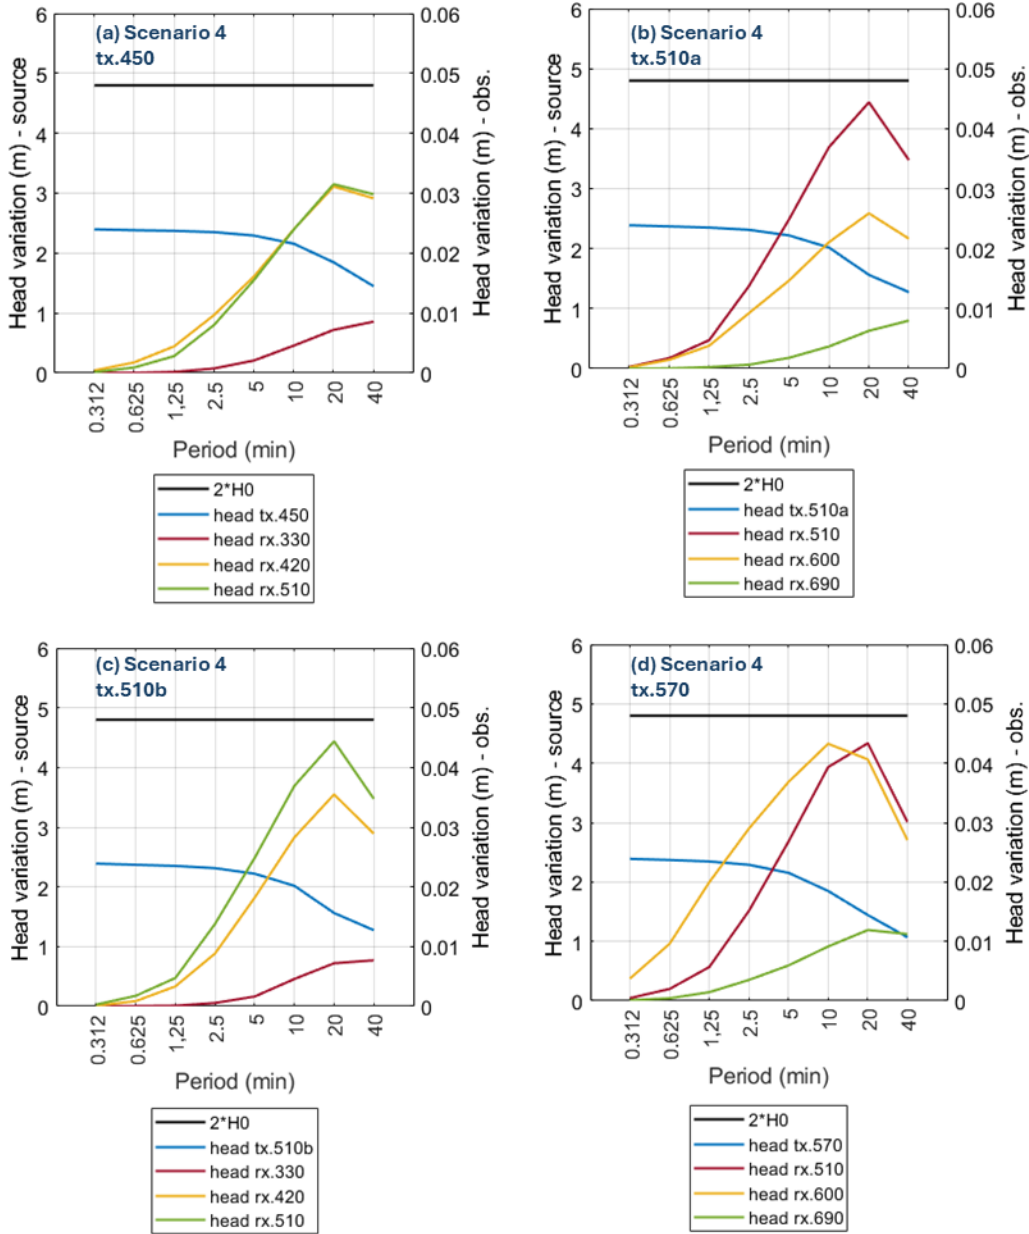 (a) Scenario 4
tx.450
Head variation (m) - source
6
5
4
3
2
1
0
0.06
0.05
0.04
0.03
0.02
0.01
0
Head variation (m) - obs.
0.312
0.625
1,25
2.5
5
10
20
40
Period (min)
2*H0
head tx.450
head rx.330
head rx.420
head rx.510
(b) Scenario 4
tx.510a
Head variation (m) - source
6
5
4
3
2
1
0
0.06
0.05
0.04
0.03
0.02
0.01
0
Head variation (m) - obs.
0.312
0.625
1,25
2.5
5
10
20
40
Period (min)
2*H0
head tx.510a
head rx.510
head rx.600
head rx.690
(c) Scenario 4
tx.510b
Head variation (m) - source
6
5
4
3
2
1
0
0.06
0.05
0.04
0.03
0.02
0.01
0
Head variation (m) - obs.
0.312
0.625
1,25
2.5
5
10
20
40
Period (min)
2*H0
head tx.510b
head rx.330
head rx.420
head rx.510
(d) Scenario 4
tx.570
Head variation (m) - source
6
5
4
3
2
1
0
0.06
0.05
0.04
0.03
0.02
0.01
0
Head variation (m) - obs.
0.312
0.625
1,25
2.5
5
10
20
40
Period (min)
2*H0
head tx.570
head rx.510
head rx.600
head rx.690